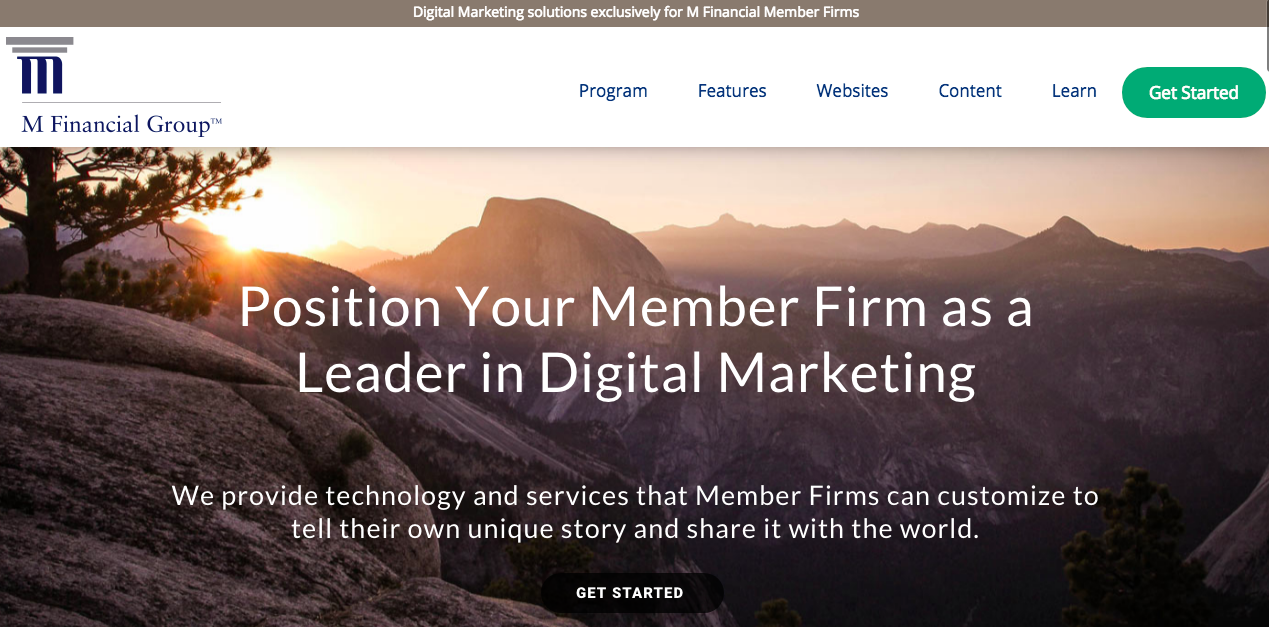 Digital Marketing solutions exclusively for M Financial Member Firms
M
M Financial Group™
Program Features Websites Content Learn Get Started
Position Your Member Firm as a
Leader in Digital Marketing
We provide technology and services that Member Firms can customize to
tell their own unique story and share it with the world.
GET STARTED